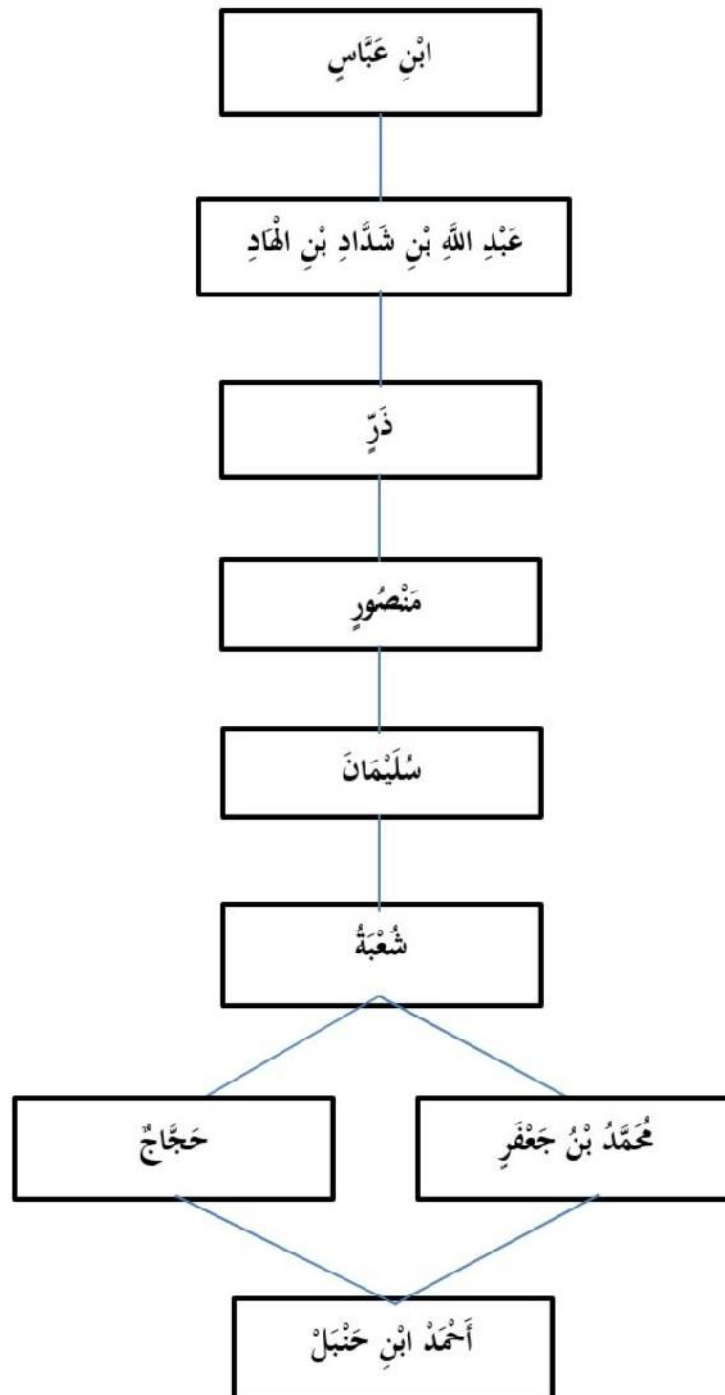 ابْنِ عَبَّاسٍ
عَبْدِ اللَّهِ بْنِ شَدَّادِ بْنِ الْهَادِ
ذَرٍّ
مَنْصُورٍ
سُلَيْمَانَ
شُعْبَةُ
مُحَمَّدُ بْنُ جَعْفَرٍ
حَجَّاجٌ
أَحْمَدْ ابْنِ حَنْبَلْ